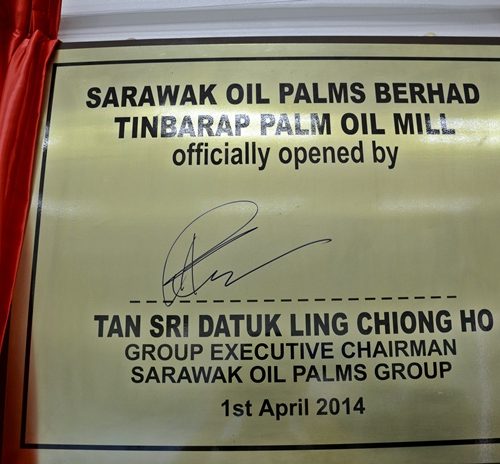 SARAWAK OIL PALMS BERHAD
TINBARAP PALM OIL MILL
officially opened by
TAN SRI DATUK LING CHIONG HO
GROUP EXECUTIVE CHAIRMAN
SARAWAK OIL PALMS GROUP
1st April 2014